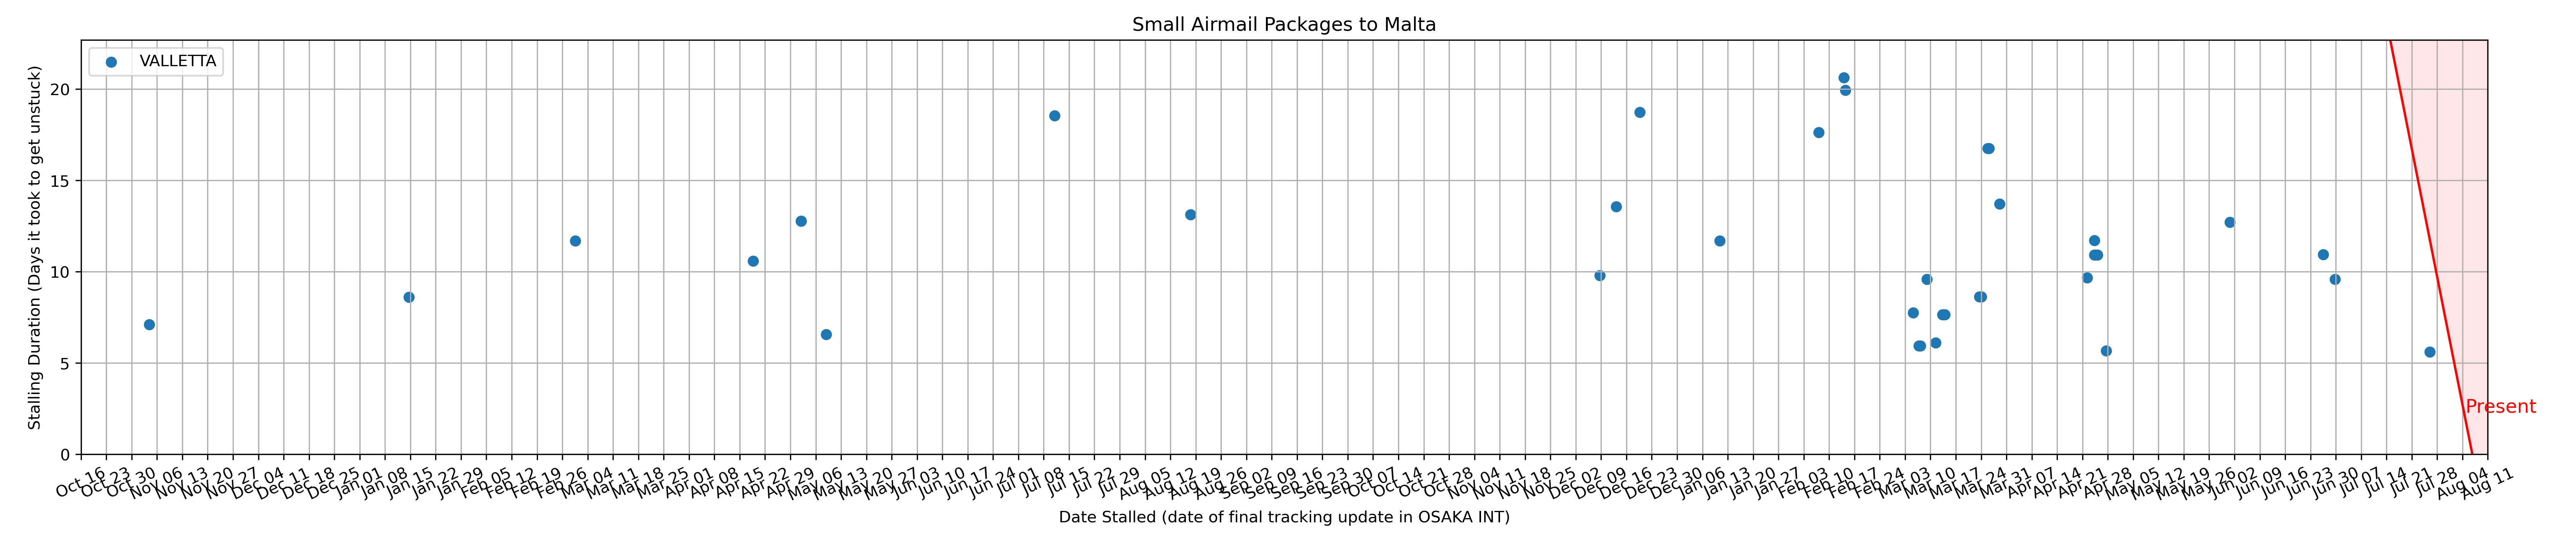 Small Airmail Packages to Malta
VALLETTA
Stalling Duration (Days it took to get unstuck)
20
15
10
5
0
Present
Oct 16 Oct 23 Oct 30 Nov 06 Nov 13 Nov 20 Nov 27 Dec 04 Dec 11 Dec 18 Dec 25 Jan 01 Jan 08 Jan 15 Jan 22 Jan 29 Feb 05 Feb 12 Feb 19 Feb 26 Mar 04 Mar 11 Mar 18 Mar 25 Apr 01 Apr 08 Apr 15 Apr 22 Apr 29 May 06 May 13 May 20 May 27 Jun 03 Jun 10 Jun 17 Jun 24 Jul 01 Jul 08 Jul 15 Jul 22 Jul 29 Aug 05 Aug 12 Aug 19 Aug 26 Sep 02 Sep 09 Sep 16 Sep 23 Sep 30 Oct 07 Oct 14 Oct 21 Oct 28 Nov 04 Nov 11 Nov 18 Nov 25 Dec 02 Dec 09 Dec 16 Dec 23 Dec 30 Jan 06 Jan 13 Jan 20 Jan 27 Feb 03 Feb 10 Feb 17 Feb 24 Mar 03 Mar 10 Mar 17 Mar 24 Mar 31 Apr 07 Apr 14 Apr 21 Apr 28 May 05 May 12 May 19 May 26 Jun 02 Jun 09 Jun 16 Jun 23 Jun 30 Jul 07 Jul 14 Jul 21 Jul 28 Aug 04 Aug 11
Date Stalled (date of final tracking update in OSAKA INT)